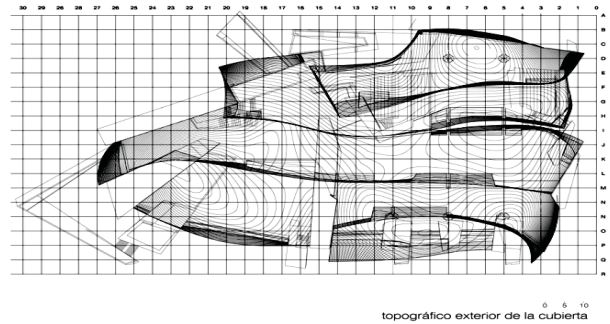 30 29 28 27 26 25 24 23 22 21 20 19 18 17 16 15 14 13 12 11 10 9 8 7 6 5 4 3 2 1 0
A
B
C
D
E
F
G
H
I
J
K
L
M
N
O
P
Q
R
0 5 10
topográfico exterior de la cubierta